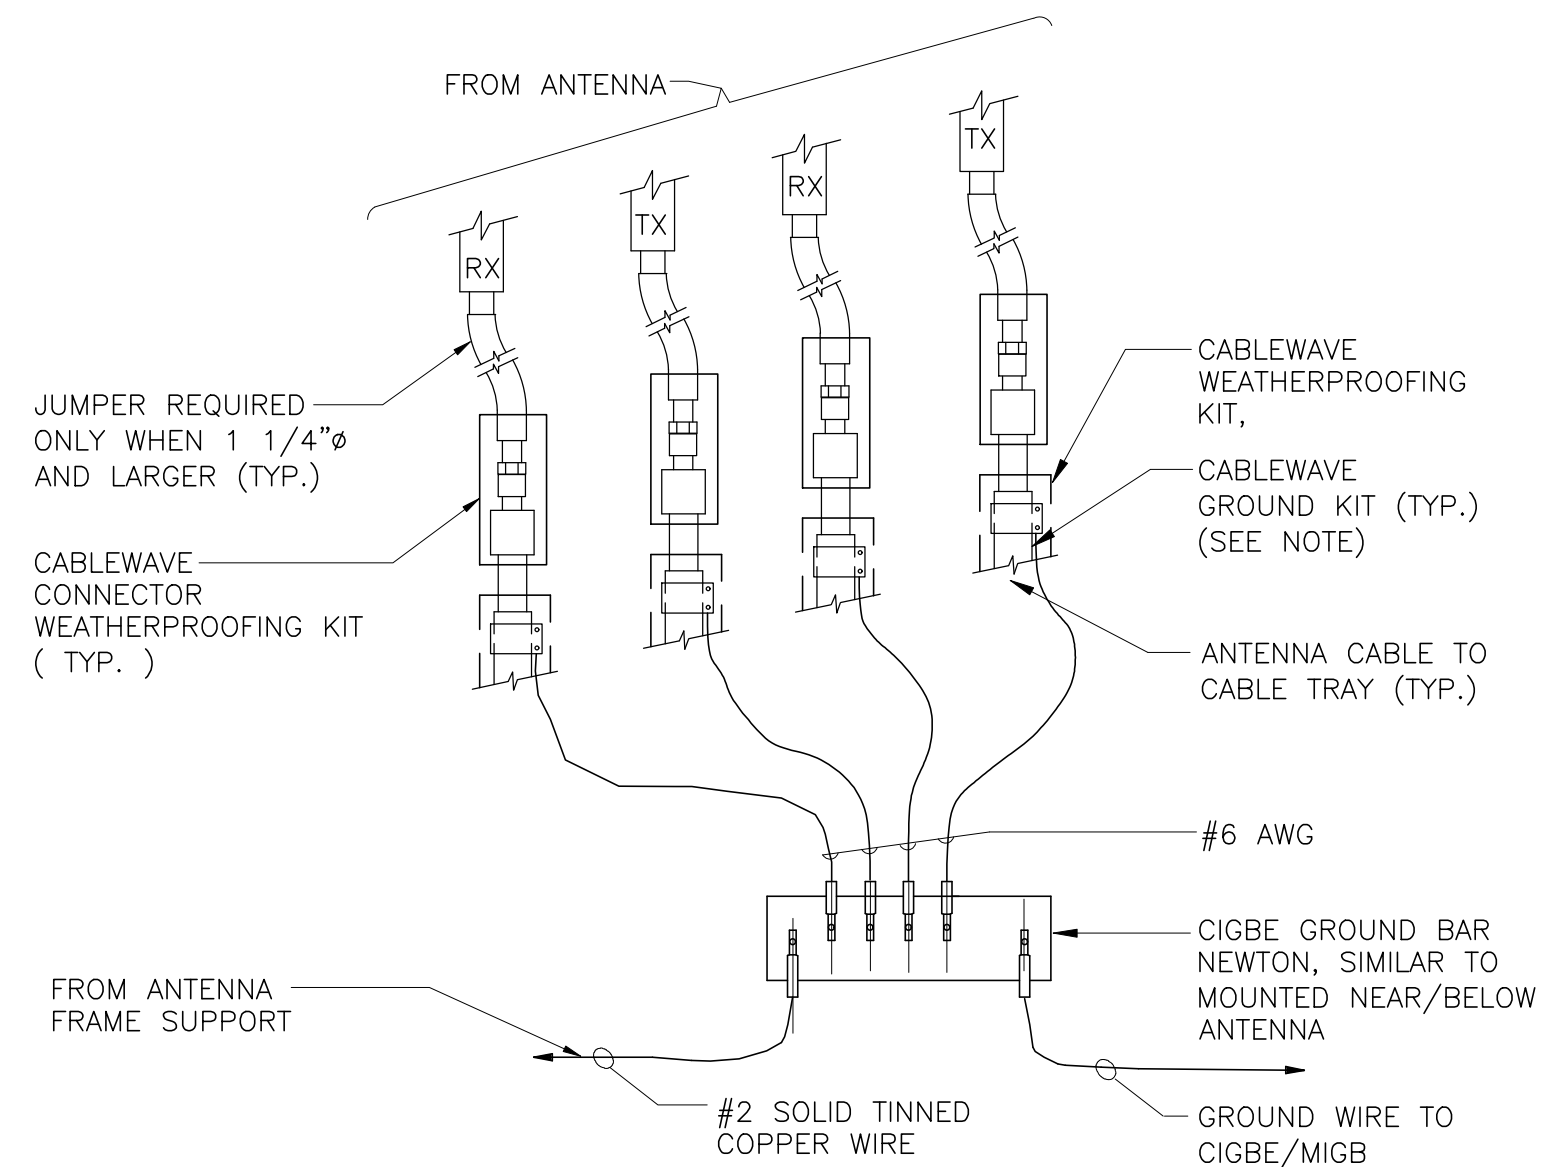 FROM ANTENNA
TX
RX
TX
RX
JUMPER REQUIRED
ONLY WHEN 1 1/4"ø
AND LARGER (TYP.)
CABLEWAVE
CONNECTOR
WEATHERPROOFING KIT
( TYP. )
CABLEWAVE
WEATHERPROOFING
KIT,
CABLEWAVE
GROUND KIT (TYP.)
(SEE NOTE)
ANTENNA CABLE TO
CABLE TRAY (TYP.)
#6 AWG
CIGBE GROUND BAR
NEWTON, SIMILAR TO
MOUNTED NEAR/BELOW
ANTENNA
FROM ANTENNA
FRAME SUPPORT
#2 SOLID TINNED
COPPER WIRE
GROUND WIRE TO
CIGBE/MIGB